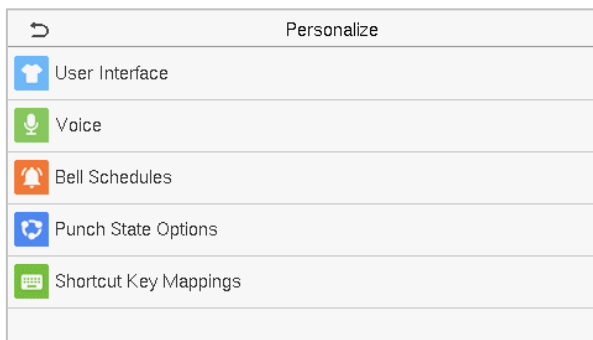 Personalize
User Interface
Voice
Bell Schedules
Punch State Options
Shortcut Key Mappings